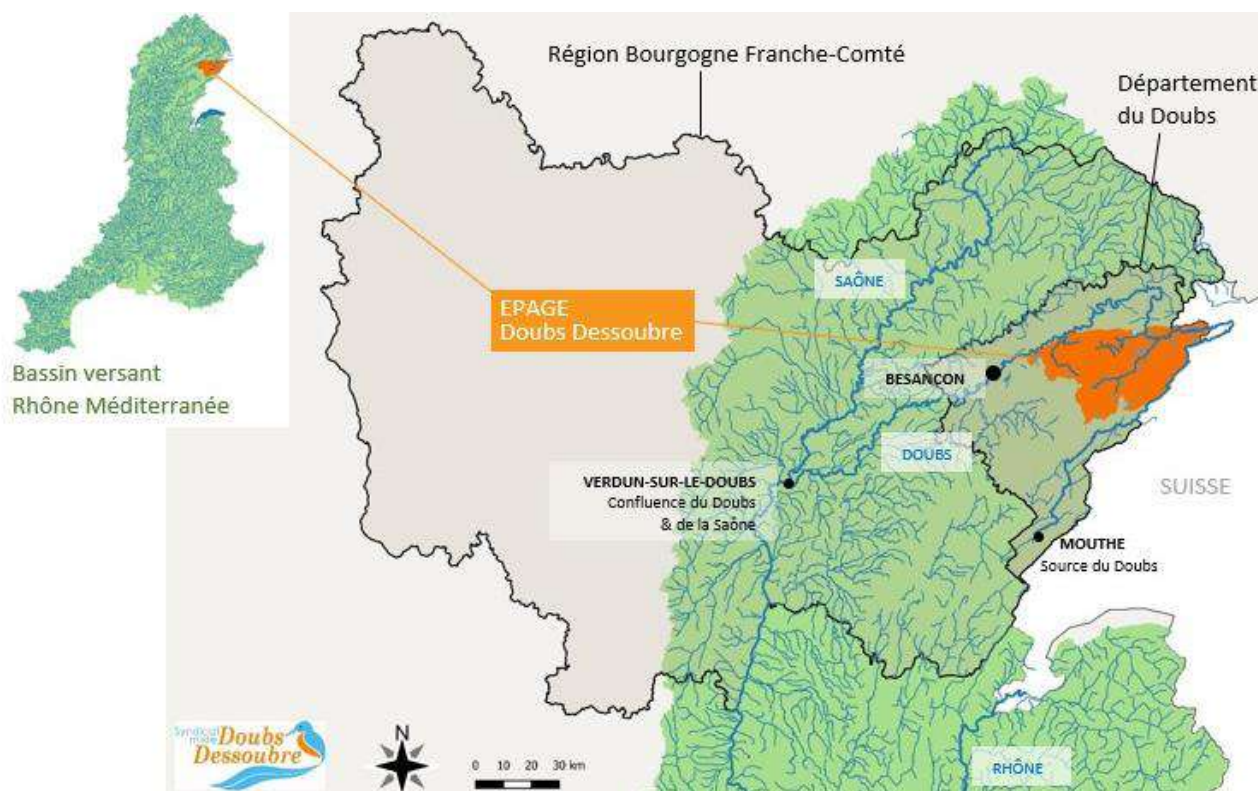 Région Bourgogne Franche-Comté
Département
du Doubs
SAÔNE
EPAGE
Doubs Dessoubre
Bassin versant
Rhône Méditerranée
BESANÇON
DOUBS
VERDUN-SUR-LE-DOUBS
Confluence du Doubs
& de la Saône
SUISSE
MOUTHE
Source du Doubs
Syndicat
mixte
Doubs
Dessoubre
N
0 10 20 30 km
RHÔNE